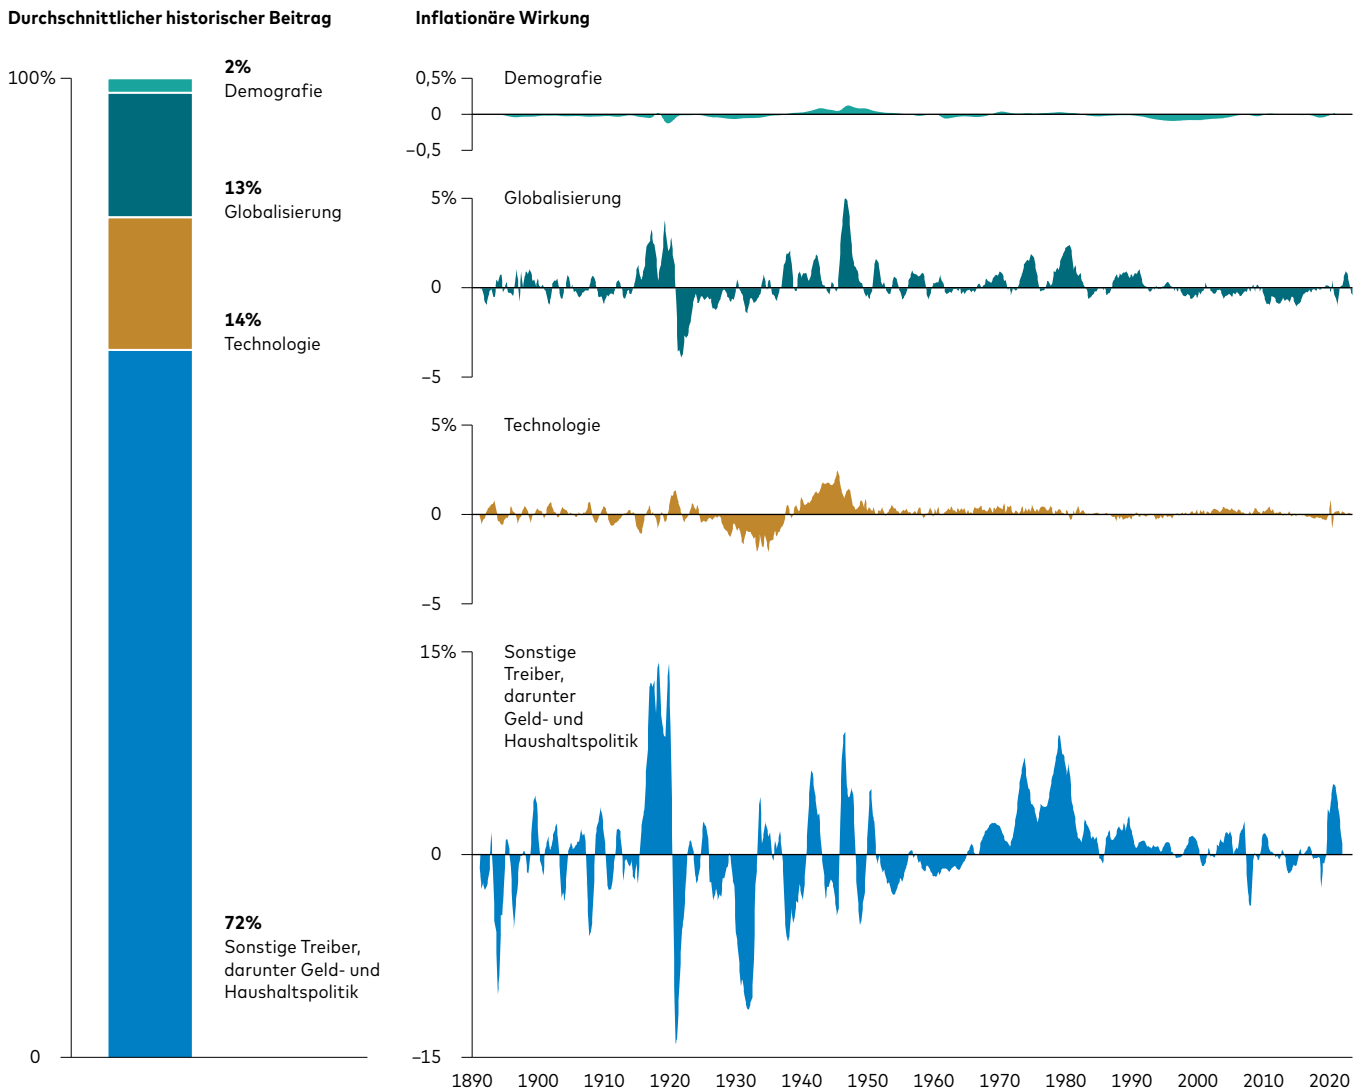 Durchschnittlicher historischer Beitrag
100%
2%
Demografie
13%
Globalisierung
14%
Technologie
72%
Sonstige Treiber,
darunter Geld- und
Haushaltspolitik
0
Inflationäre Wirkung
0,5%
Demografie
0
–0,5
5%
Globalisierung
0
–5
5%
Technologie
0
–5
15%
Sonstige
Treiber,
darunter
Geld- und
Haushaltspolitik
0
–15
1890 1900 1910 1920 1930 1940 1950 1960 1970 1980 1990 2000 2010 2020